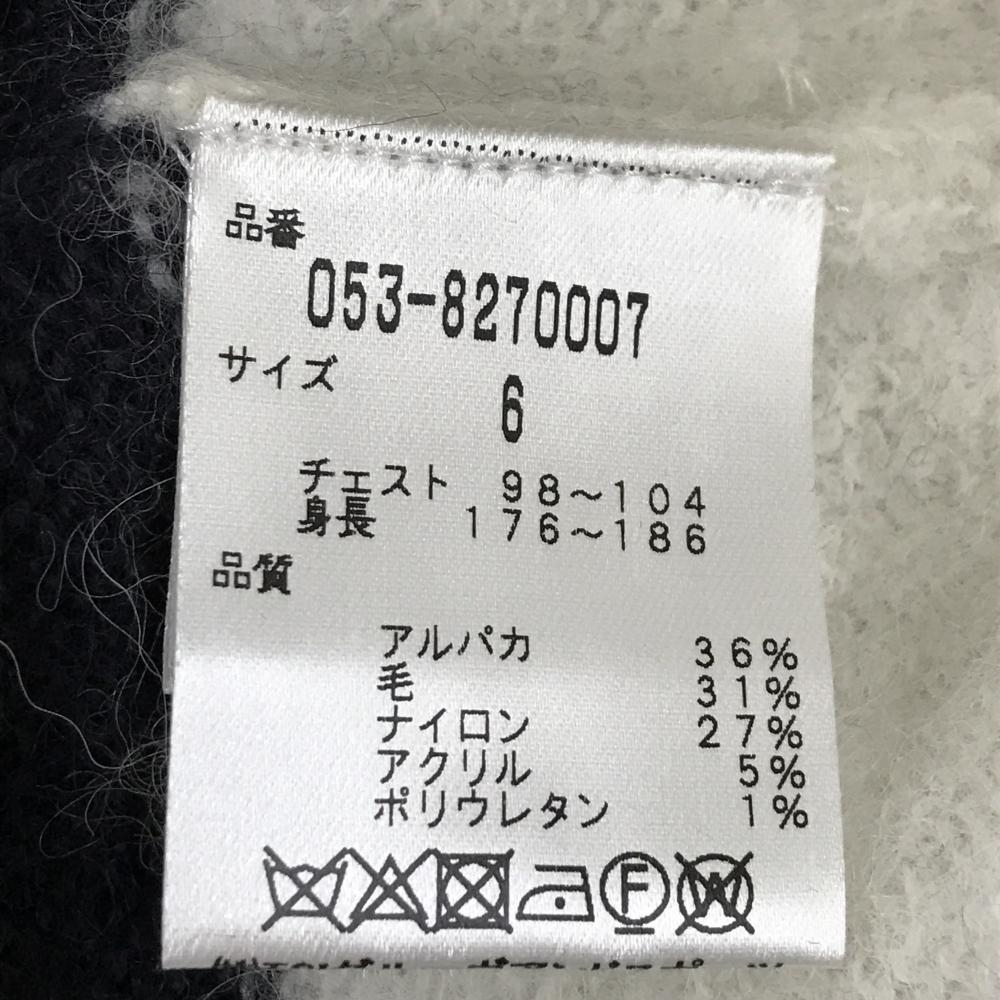 品番
053-8270007
サイズ
6
チェスト 98~104
身長 176~186
品質
アルパカ 36%
毛 31%
ナイロン 27%
アクリル 5%
ポリウレタン 1%
F W